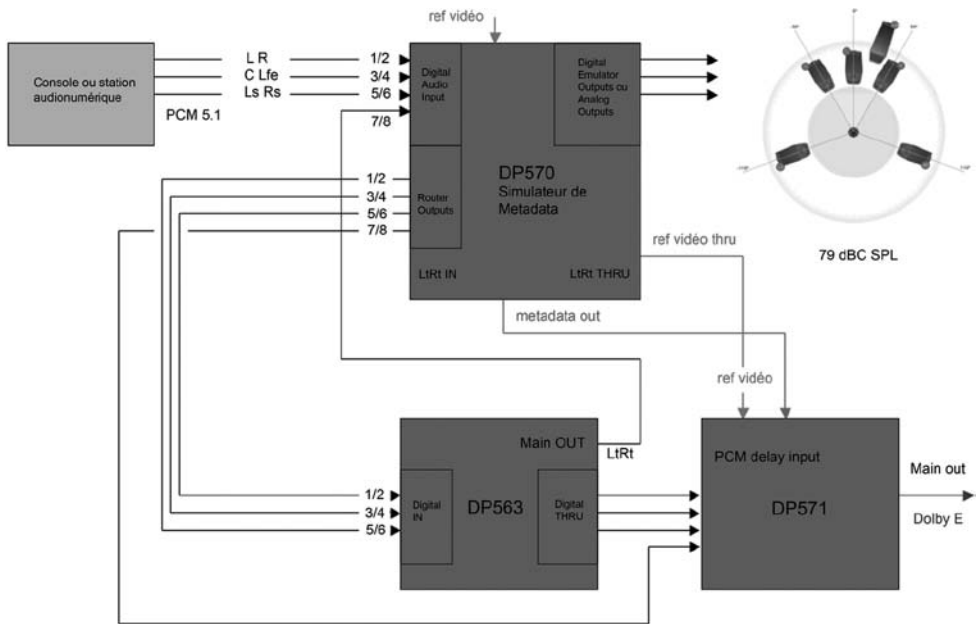 ref vidéo
Console ou station
audionumérique
L R
C Lfe
Ls Rs
PCM 5.1
1/2
3/4
5/6
7/8
Digital
Audio
Input
Digital
Emulator
Outputs ou
Analog
Outputs
DP570
Simulateur de
Metadata
1/2
3/4
5/6
7/8
Router
Outputs
LtRt IN
LtRt THRU
79 dBC SPL
ref vidéo thru
metadata out
ref vidéo
Main OUT
LtRt
1/2
3/4
5/6
Digital
IN
DP563
Digital
THRU
PCM delay input
DP571
Main out
Dolby E